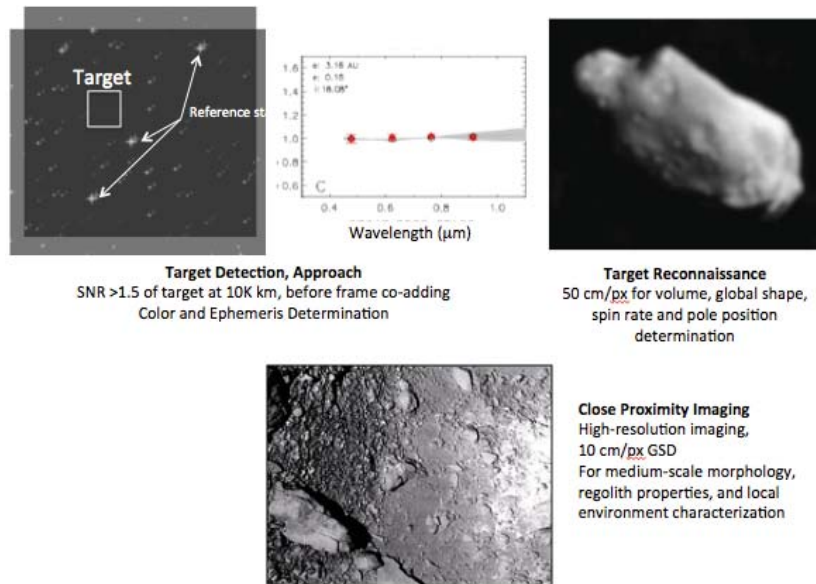 Target
Reference sta
e: 3.16 AU
e: 0.16
i: 16.08°
1.6
1.4
1.2
1.0
0.8
0.6
C
0.4 0.6 0.8 1.0
Wavelength (μm)
Target Detection, Approach
SNR >1.5 of target at 10K km, before frame co-adding
Color and Ephemeris Determination
Target Reconnaissance
50 cm/px for volume, global shape,
spin rate and pole position
determination
Close Proximity Imaging
High-resolution imaging,
10 cm/px GSD
For medium-scale morphology,
regolith properties, and local
environment characterization